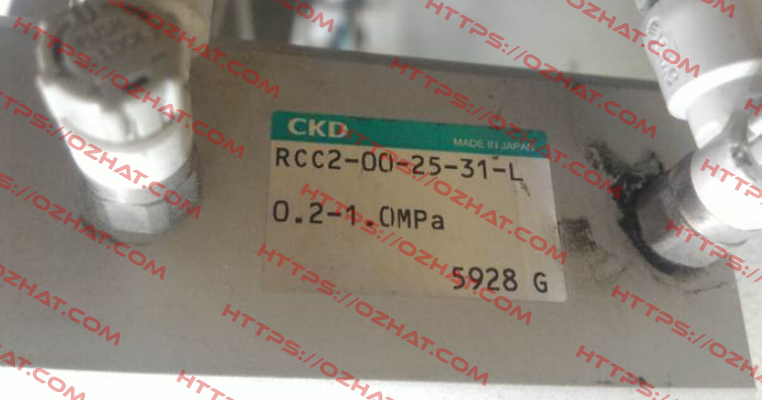 CKD
MADE IN JAPAN
RCC2-00-25-31-L
0.2-1.0MPa
5928 G
HTTPS://OZHAT.COM